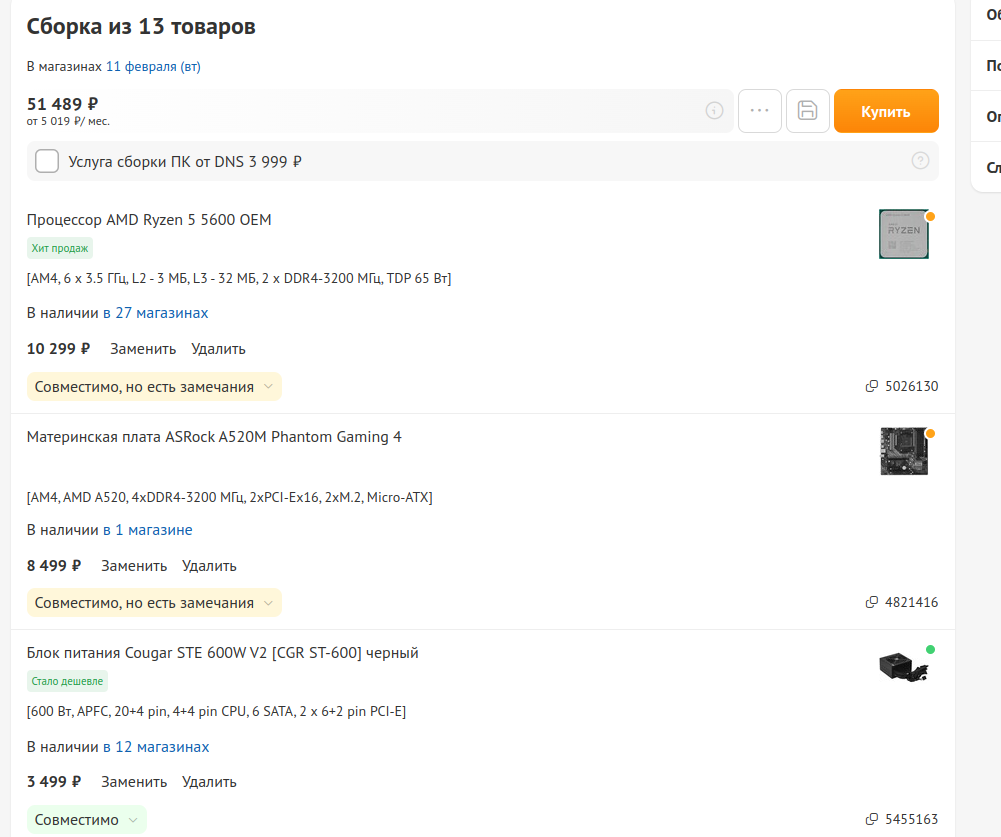 Сборка из 13 товаров
В магазинах 11 февраля (вт)
51 489 ₽
от 5 019 ₽/ мес.
Купить
Услуга сборки ПК от DNS 3 999 ₽
Процессор AMD Ryzen 5 5600 OEM
RYZEN
Хит продаж
[AM4, 6 x 3.5 ГГц, L2 - 3 МБ, L3 - 32 МБ, 2 x DDR4-3200 МГц, TDP 65 Вт]
В наличии в 27 магазинах
10 299 ₽ Заменить Удалить
Совместимо, но есть замечания 5026130
Материнская плата ASRock A520M Phantom Gaming 4
[AM4, AMD A520, 4xDDR4-3200 МГц, 2xPCI-Ex16, 2xM.2, Micro-ATX]
В наличии в 1 магазине
8 499 ₽ Заменить Удалить
Совместимо, но есть замечания 4821416
Блок питания Cougar STE 600W V2 [CGR ST-600] черный
Стало дешевле
[600 Вт, APFC, 20+4 pin, 4+4 pin CPU, 6 SATA, 2 x 6+2 pin PCI-E]
В наличии в 12 магазинах
3 499 ₽ Заменить Удалить
Совместимо 5455163